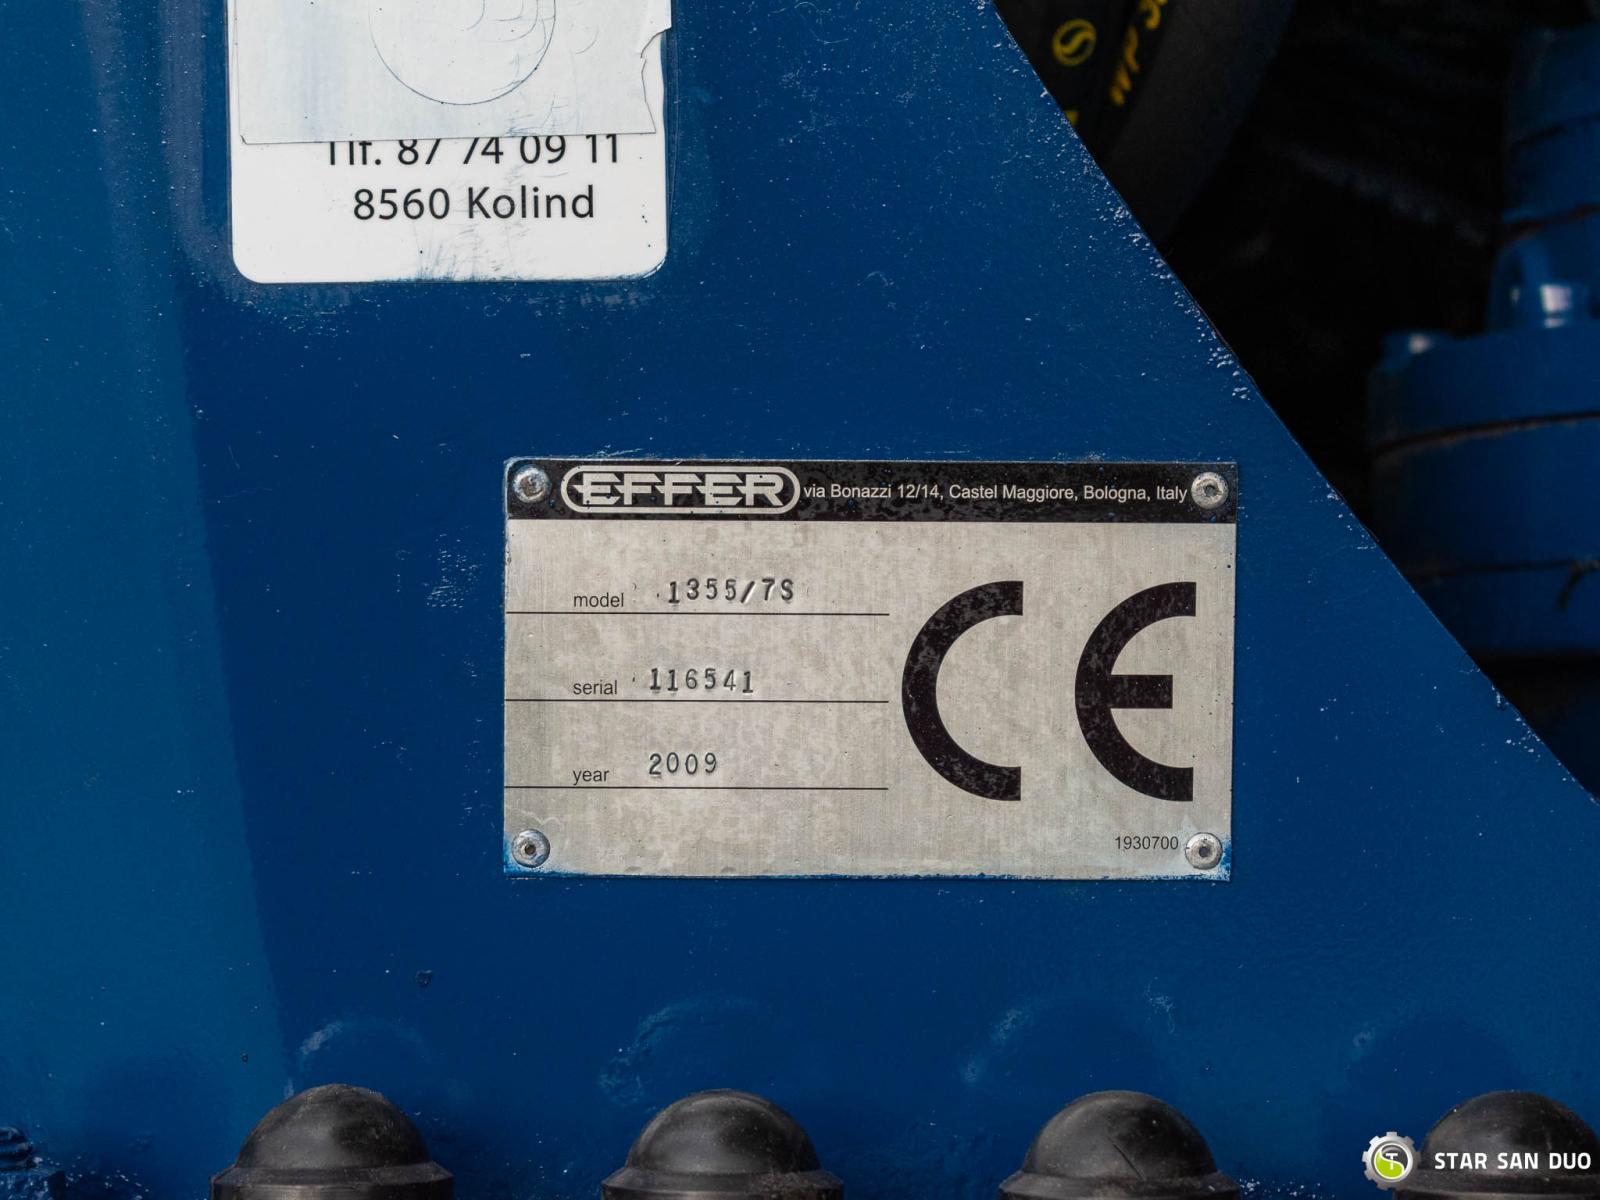 Tlf. 87 74 09 11
8560 Kolind
WP
EFFER via Bonazzi 12/14, Castel Maggiore, Bologna, Italy
model 1355/7S
serial 116541
year 2009
CE
1930700
STAR SAN DUO